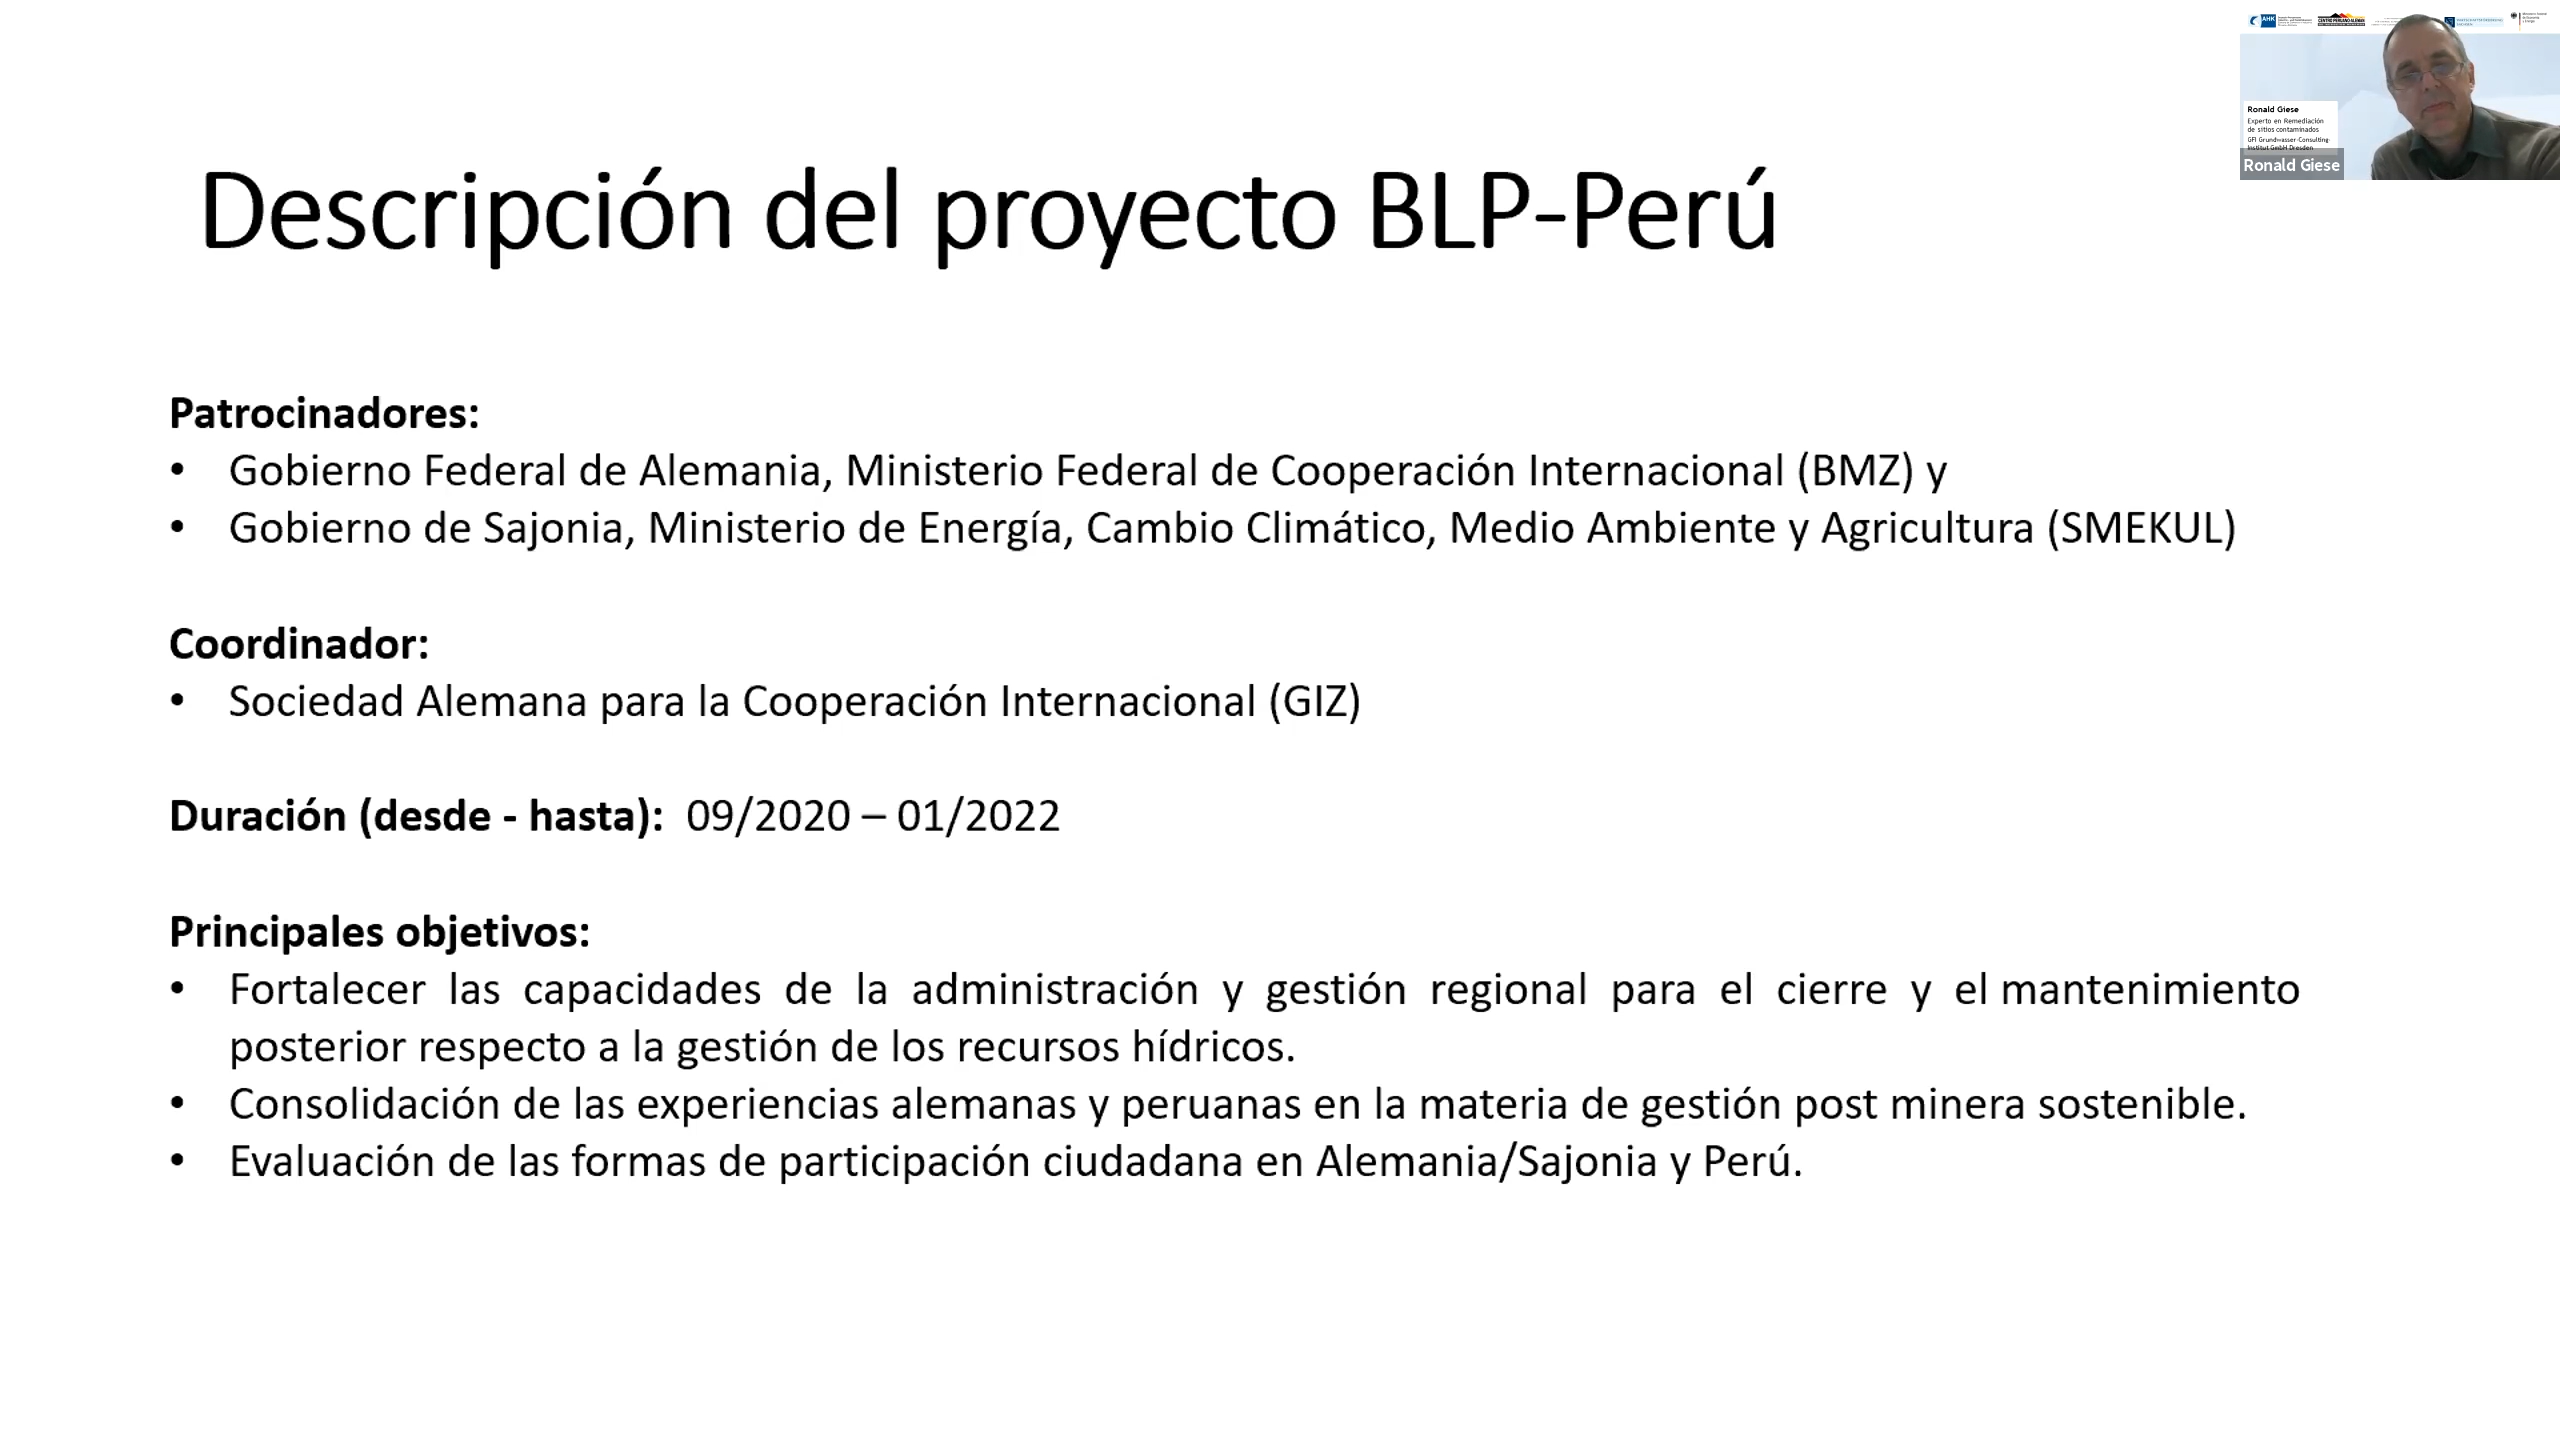 AHK
CENTRO PERUANO ALEMÁN
Ronald Giese
Experto en Remediación
de sitios contaminados
GFI Grundwasser-Consulting-
Institut GmbH Dresden
Ronald Giese
Descripción del proyecto BLP-Perú
Patrocinadores:
• Gobierno Federal de Alemania, Ministerio Federal de Cooperación Internacional (BMZ) y
• Gobierno de Sajonia, Ministerio de Energía, Cambio Climático, Medio Ambiente y Agricultura (SMEKUL)
Coordinador:
• Sociedad Alemana para la Cooperación Internacional (GIZ)
Duración (desde - hasta): 09/2020 – 01/2022
Principales objetivos:
• Fortalecer las capacidades de la administración y gestión regional para el cierre y el mantenimiento
posterior respecto a la gestión de los recursos hídricos.
• Consolidación de las experiencias alemanas y peruanas en la materia de gestión post minera sostenible.
• Evaluación de las formas de participación ciudadana en Alemania/Sajonia y Perú.